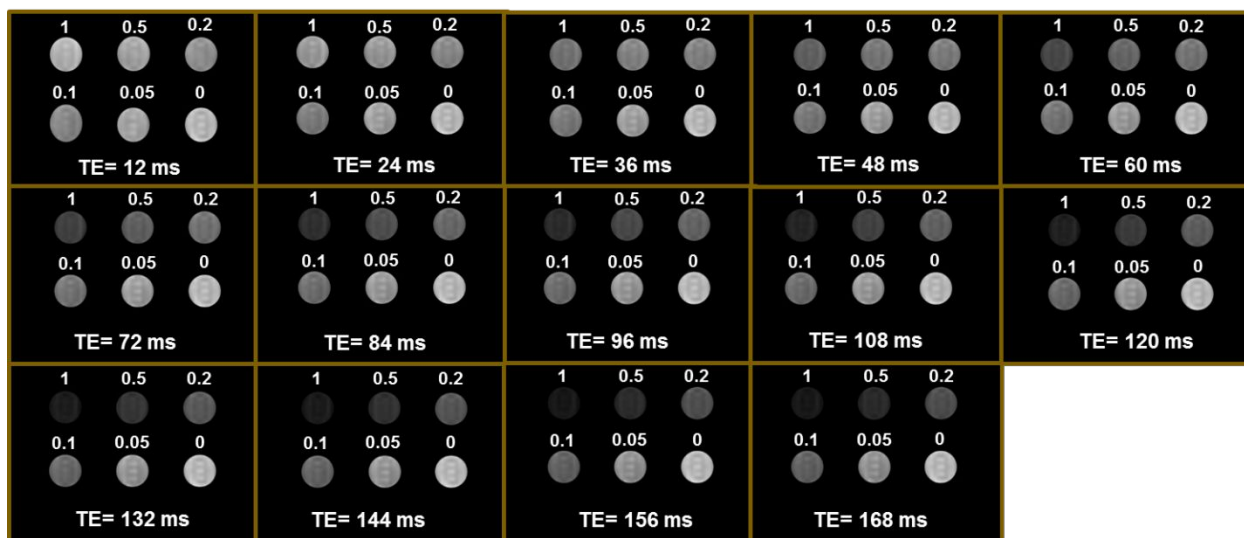 1 0.5 0.2
0.1 0.05 0
TE= 12 ms
1 0.5 0.2
0.1 0.05 0
TE= 24 ms
1 0.5 0.2
0.1 0.05 0
TE= 36 ms
1 0.5 0.2
0.1 0.05 0
TE= 48 ms
1 0.5 0.2
0.1 0.05 0
TE= 60 ms
1 0.5 0.2
0.1 0.05 0
TE= 72 ms
1 0.5 0.2
0.1 0.05 0
TE= 84 ms
1 0.5 0.2
0.1 0.05 0
TE= 96 ms
1 0.5 0.2
0.1 0.05 0
TE= 108 ms
1 0.5 0.2
0.1 0.05 0
TE= 120 ms
1 0.5 0.2
0.1 0.05 0
TE= 132 ms
1 0.5 0.2
0.1 0.05 0
TE= 144 ms
1 0.5 0.2
0.1 0.05 0
TE= 156 ms
1 0.5 0.2
0.1 0.05 0
TE= 168 ms